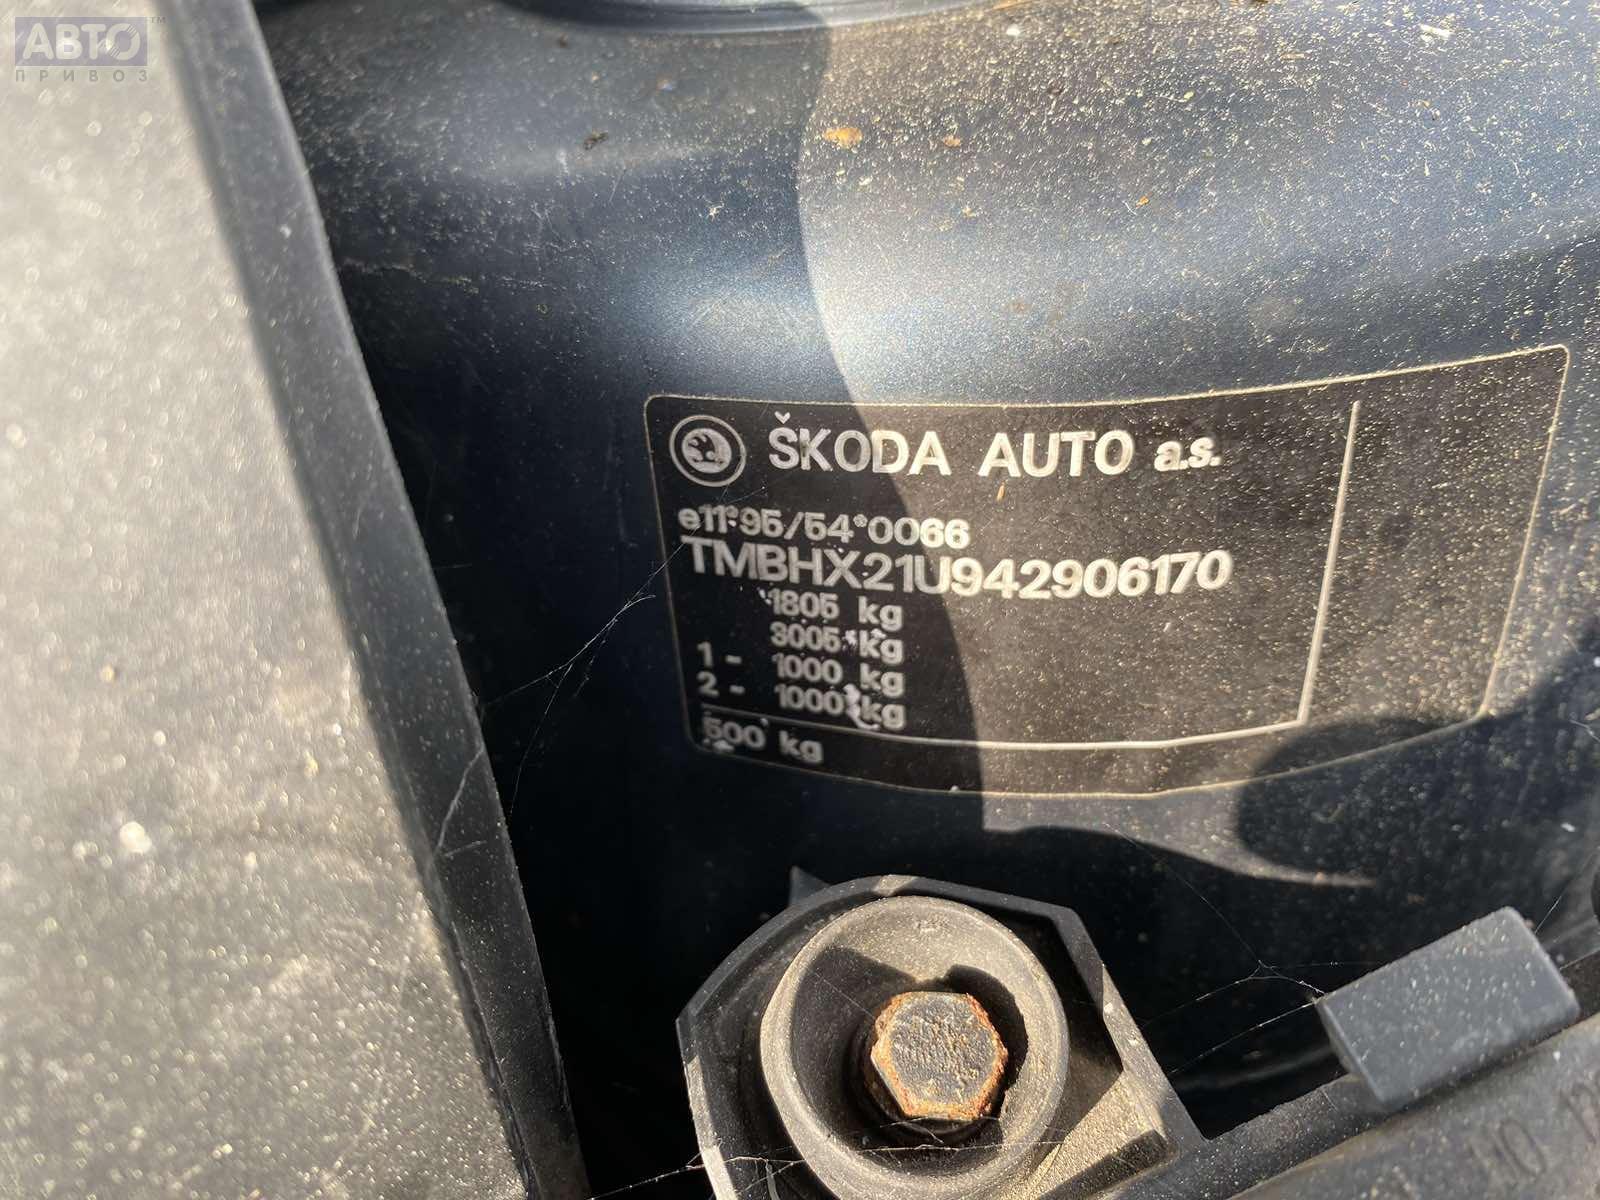 АВТО™
ПРИВОЗ
ŠKODA AUTO a.s.
e11*95/54*0066
TMBHX21U942906170
1805 kg
3005 kg
1 - 1000 kg
2 - 1000 kg
500 kg